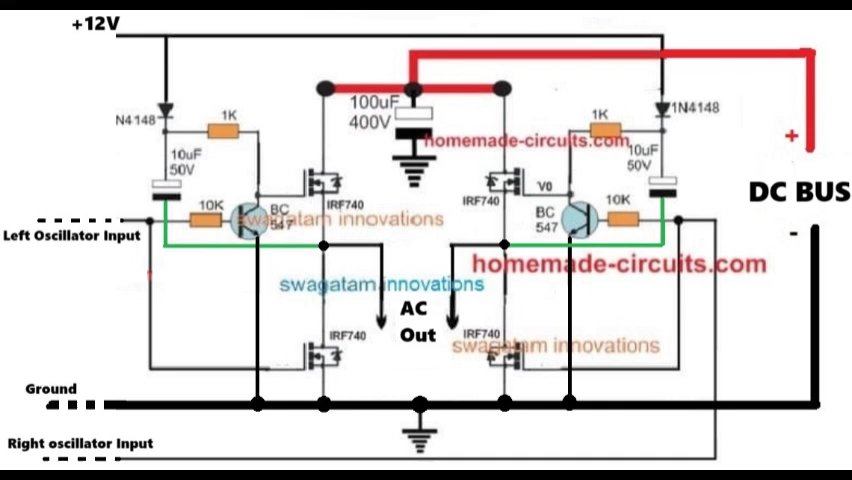 +12V
N4148
1K
100uF
400V
1K
1N4148
homemade-circuits.com
+
10uF
50V
10uF
50V
IRF740
IRF740
V0
DC BUS
10K
BC
547
swagatam innovations
BC
547
10K
Left Oscillator Input
-
homemade-circuits.com
swagatam innovations
AC
Out
IRF740
IRF740
swagatam innovations
Ground
Right oscillator Input